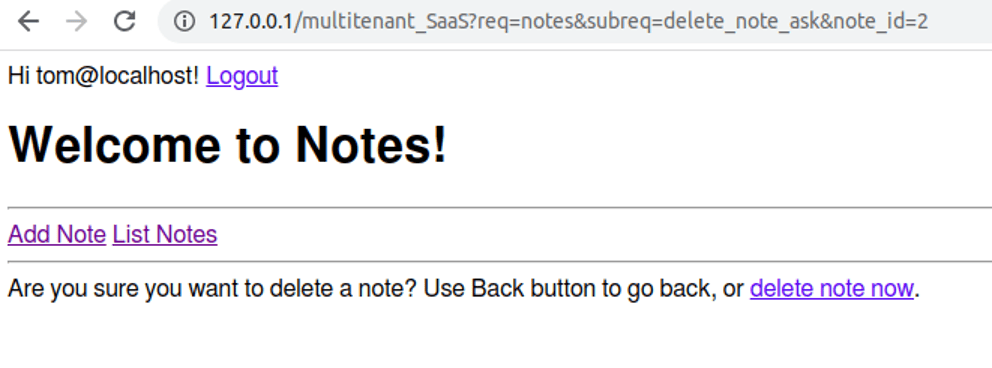 127.0.0.1/multitenant_SaaS?req=notes&subreq=delete_note_ask&note_id=2
Hi tom@localhost! Logout
Welcome to Notes!
Add Note List Notes
Are you sure you want to delete a note? Use Back button to go back, or delete note now.